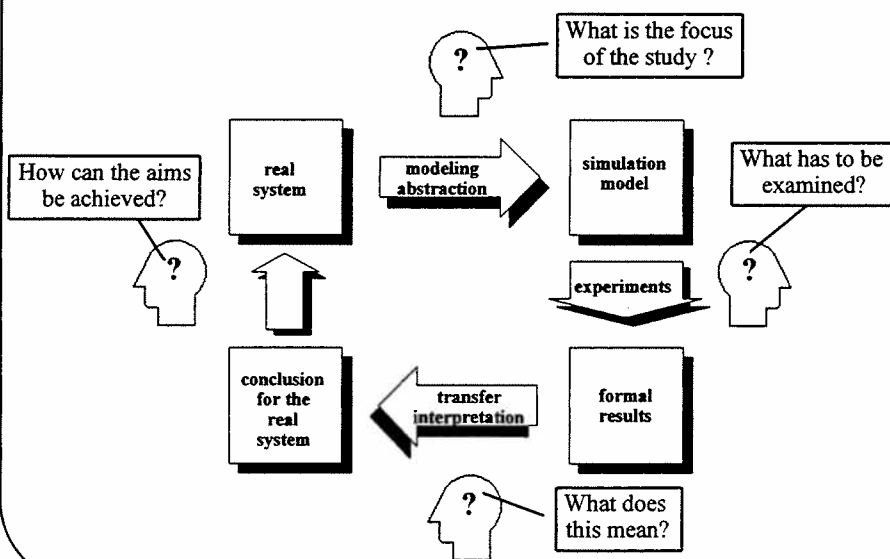 What is the focus
of the study ?
real
system
modeling
abstraction
simulation
model
How can the aims
be achieved?
What has to be
examined?
?
?
?
experiments
conclusion
for the
real
system
transfer
interpretation
formal
results
?
What does
this mean?